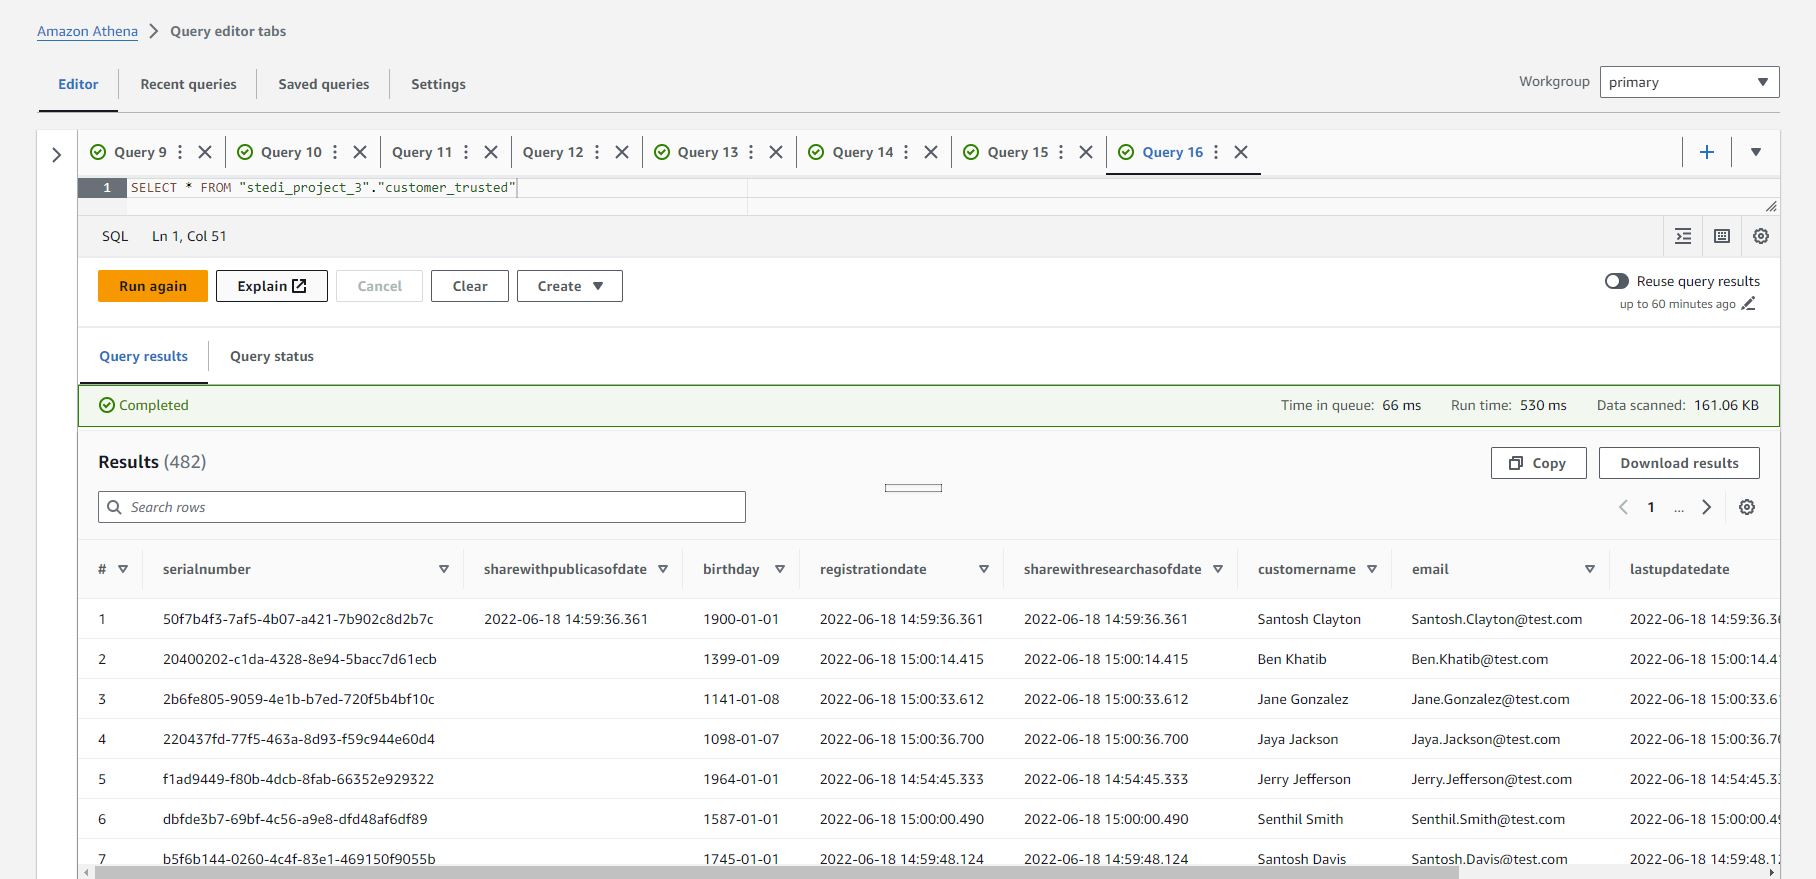 Amazon Athena > Query editor tabs
Editor Recent queries Saved queries Settings Workgroup primary
Query 9 Query 10 Query 11 Query 12 Query 13 Query 14 Query 15 Query 16
1 SELECT * FROM "stedi_project_3"."customer_trusted"
SQL Ln 1, Col 51
Run again Explain Cancel Clear Create Reuse query results
up to 60 minutes ago
Query results Query status
Completed Time in queue: 66 ms Run time: 530 ms Data scanned: 161.06 KB
Results (482) Copy Download results
Search rows 1 ...
# serialnumber sharewithpublicasofdate birthday registrationdate sharewithresearchasofdate customername email lastupdatedate
1 50f7b4f3-7af5-4b07-a421-7b902c8d2b7c 2022-06-18 14:59:36.361 1900-01-01 2022-06-18 14:59:36.361 2022-06-18 14:59:36.361 Santosh Clayton Santosh.Clayton@test.com 2022-06-18 14:59:36.3
2 20400202-c1da-4328-8e94-5bacc7d61ecb 1399-01-09 2022-06-18 15:00:14.415 2022-06-18 15:00:14.415 Ben Khatib Ben.Khatib@test.com 2022-06-18 15:00:14.4
3 2b6fe805-9059-4e1b-b7ed-720f5b4bf10c 1141-01-08 2022-06-18 15:00:33.612 2022-06-18 15:00:33.612 Jane Gonzalez Jane.Gonzalez@test.com 2022-06-18 15:00:33.6
4 220437fd-77f5-463a-8d93-f59c944e60d4 1098-01-07 2022-06-18 15:00:36.700 2022-06-18 15:00:36.700 Jaya Jackson Jaya.Jackson@test.com 2022-06-18 15:00:36.7
5 f1ad9449-f80b-4dcb-8fab-66352e929322 1964-01-01 2022-06-18 14:54:45.333 2022-06-18 14:54:45.333 Jerry Jefferson Jerry.Jefferson@test.com 2022-06-18 14:54:45.3
6 dbfde3b7-69bf-4c56-a9e8-dfd48af6df89 1587-01-01 2022-06-18 15:00:00.490 2022-06-18 15:00:00.490 Senthil Smith Senthil.Smith@test.com 2022-06-18 15:00:00.4
7 b5f6b144-0260-4c4f-83e1-469150f9055b 1745-01-01 2022-06-18 14:59:48.124 2022-06-18 14:59:48.124 Santosh Davis Santosh.Davis@test.com 2022-06-18 14:59:48.1